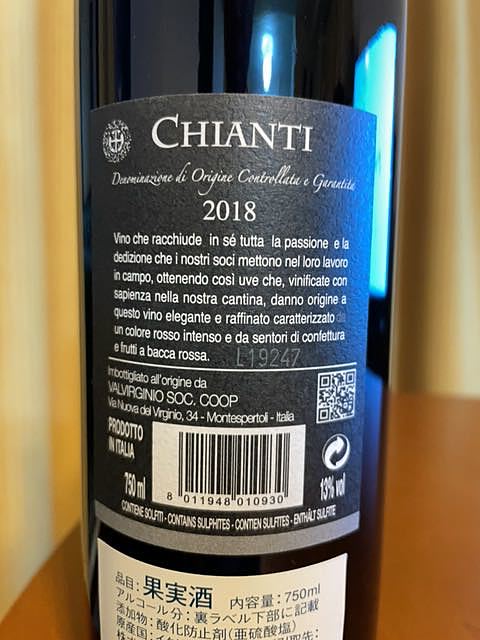 CHIANTI
Denominazione di Origine Controllata e Garantita
2018
Vino che racchiude in sé tutta la passione e la
dedizione che i nostri soci mettono nel loro lavoro
in campo, ottenendo così uve che, vinificate con
sapienza nella nostra cantina, danno origine a
questo vino elegante e raffinato caratterizzato da
un colore rosso intenso e da sentori di confettura
e frutti a bacca rossa.
L19247
Imbottigliato all'origine da
VALVIRGINIO SOC. COOP
Via Nuova del Virginio, 34 - Montespertoli - Italia
PRODOTTO
IN ITALIA
750 ml
8 011948 010930
13% vol
CONTIENE SOLFITI - CONTAINS SULPHITES - CONTIEN SULFITES - ENTHÄLT SULFITE
品目:果実酒 内容量:750ml
アルコール分:裏ラベル下部に記載
添加物:酸化防止剤(亜硫酸塩)